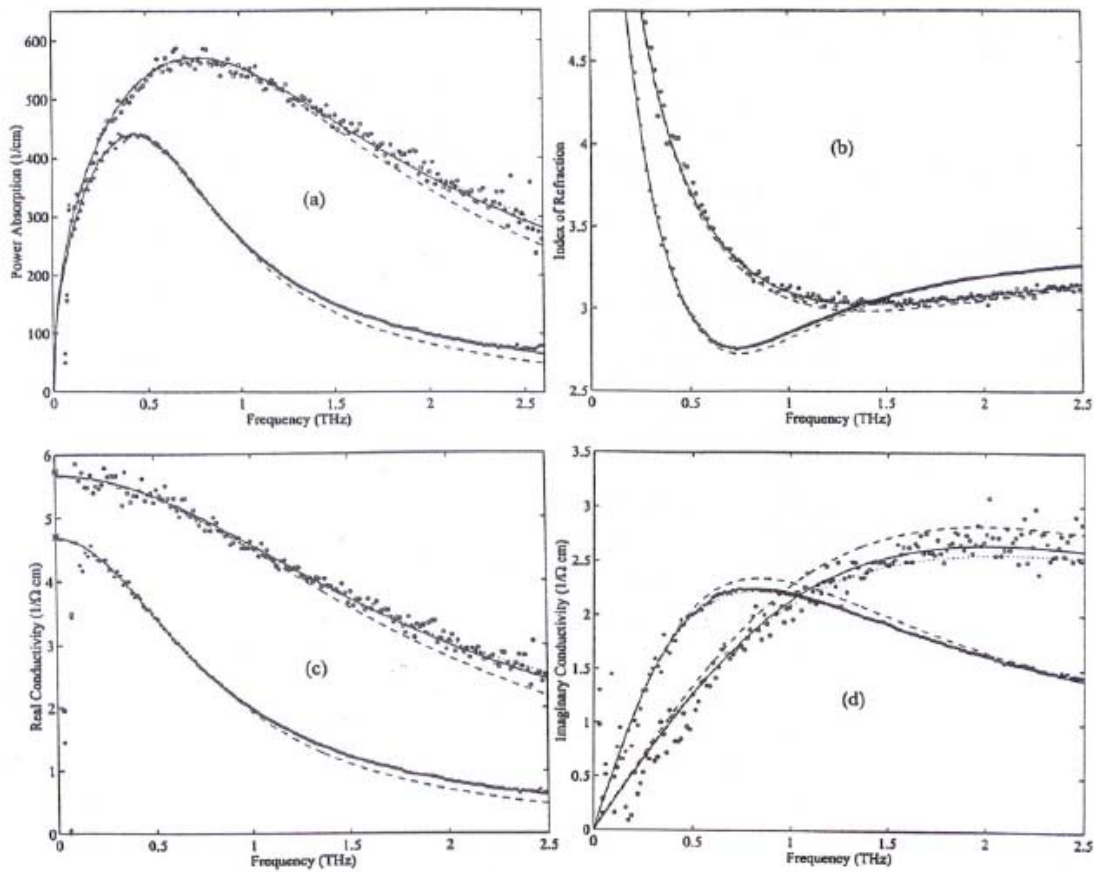 600
500
400
300
200
100
0
Power Absorption (1/cm)
(a)
0 0.5 1 1.5 2 2.5
Frequency (THz)
4.5
4
3.5
3
2.5
Index of Refraction
(b)
0 0.5 1 1.5 2 2.5
Frequency (THz)
6
5
4
3
2
1
0
Real Conductivity (1/Ω cm)
(c)
0 0.5 1 1.5 2 2.5
Frequency (THz)
3.5
3
2.5
2
1.5
1
0.5
0
Imaginary Conductivity (1/Ω cm)
(d)
0 0.5 1 1.5 2 2.5
Frequency (THz)